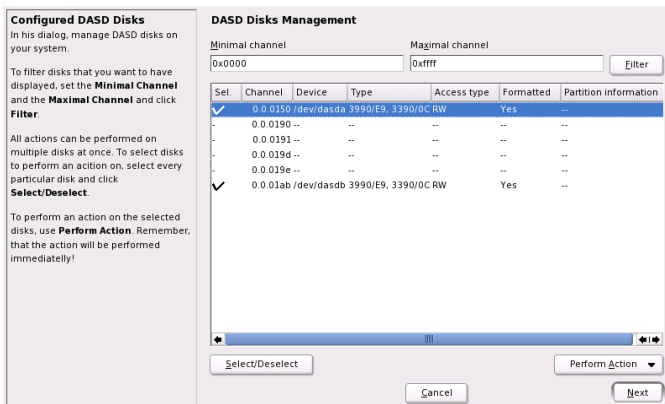 Configured DASD Disks
In his dialog, manage DASD disks on
your system.
To filter disks that you want to have
displayed, set the Minimal Channel
and the Maximal Channel and click
Filter.
All actions can be performed on
multiple disks at once. To select disks
to perform an acition on, select every
particular disk and click
Select/Deselect.
To perform an action on the selected
disks, use Perform Action. Remember,
that the action will be performed
immediatelly!
DASD Disks Management
Minimal channel Maximal channel
0x0000 0xffff Filter
Sel. Channel Device Type Access type Formatted Partition information
0.0.0150 /dev/dasda 3990/E9, 3390/0C RW Yes --
- 0.0.0190 -- -- -- -- --
- 0.0.0191 -- -- -- -- --
- 0.0.019d -- -- -- -- --
- 0.0.019e -- -- -- -- --
0.0.01ab /dev/dasdb 3990/E9, 3390/0C RW Yes --
Select/Deselect Perform Action
Cancel Next